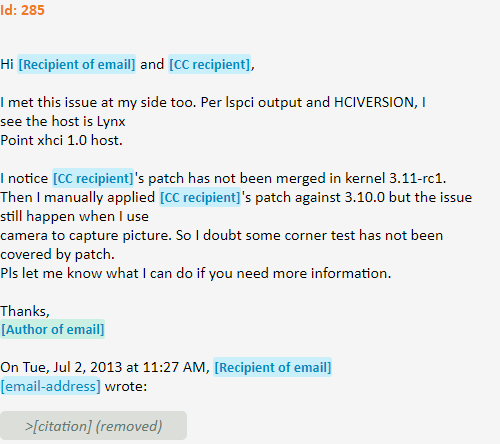 Id: 285
Hi [Recipient of email] and [CC recipient],
I met this issue at my side too. Per lspci output and HCIVERSION, I
see the host is Lynx
Point xhci 1.0 host.
I notice [CC recipient]'s patch has not been merged in kernel 3.11-rc1.
Then I manually applied [CC recipient]'s patch against 3.10.0 but the issue
still happen when I use
camera to capture picture. So I doubt some corner test has not been
covered by patch.
Pls let me know what I can do if you need more information.
Thanks,
[Author of email]
On Tue, Jul 2, 2013 at 11:27 AM, [Recipient of email]
[email-address] wrote:
>[citation] (removed)